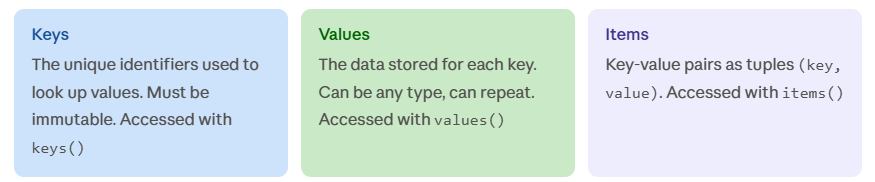 Keys
The unique identifiers used to
look up values. Must be
immutable. Accessed with
keys()
Values
The data stored for each key.
Can be any type, can repeat.
Accessed with values()
Items
Key-value pairs as tuples (key,
value). Accessed with items()